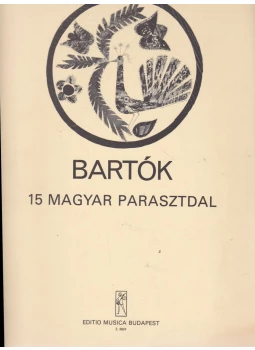 BARTÓK
15 MAGYAR PARASZTDAL
EDITIO MUSICA BUDAPEST